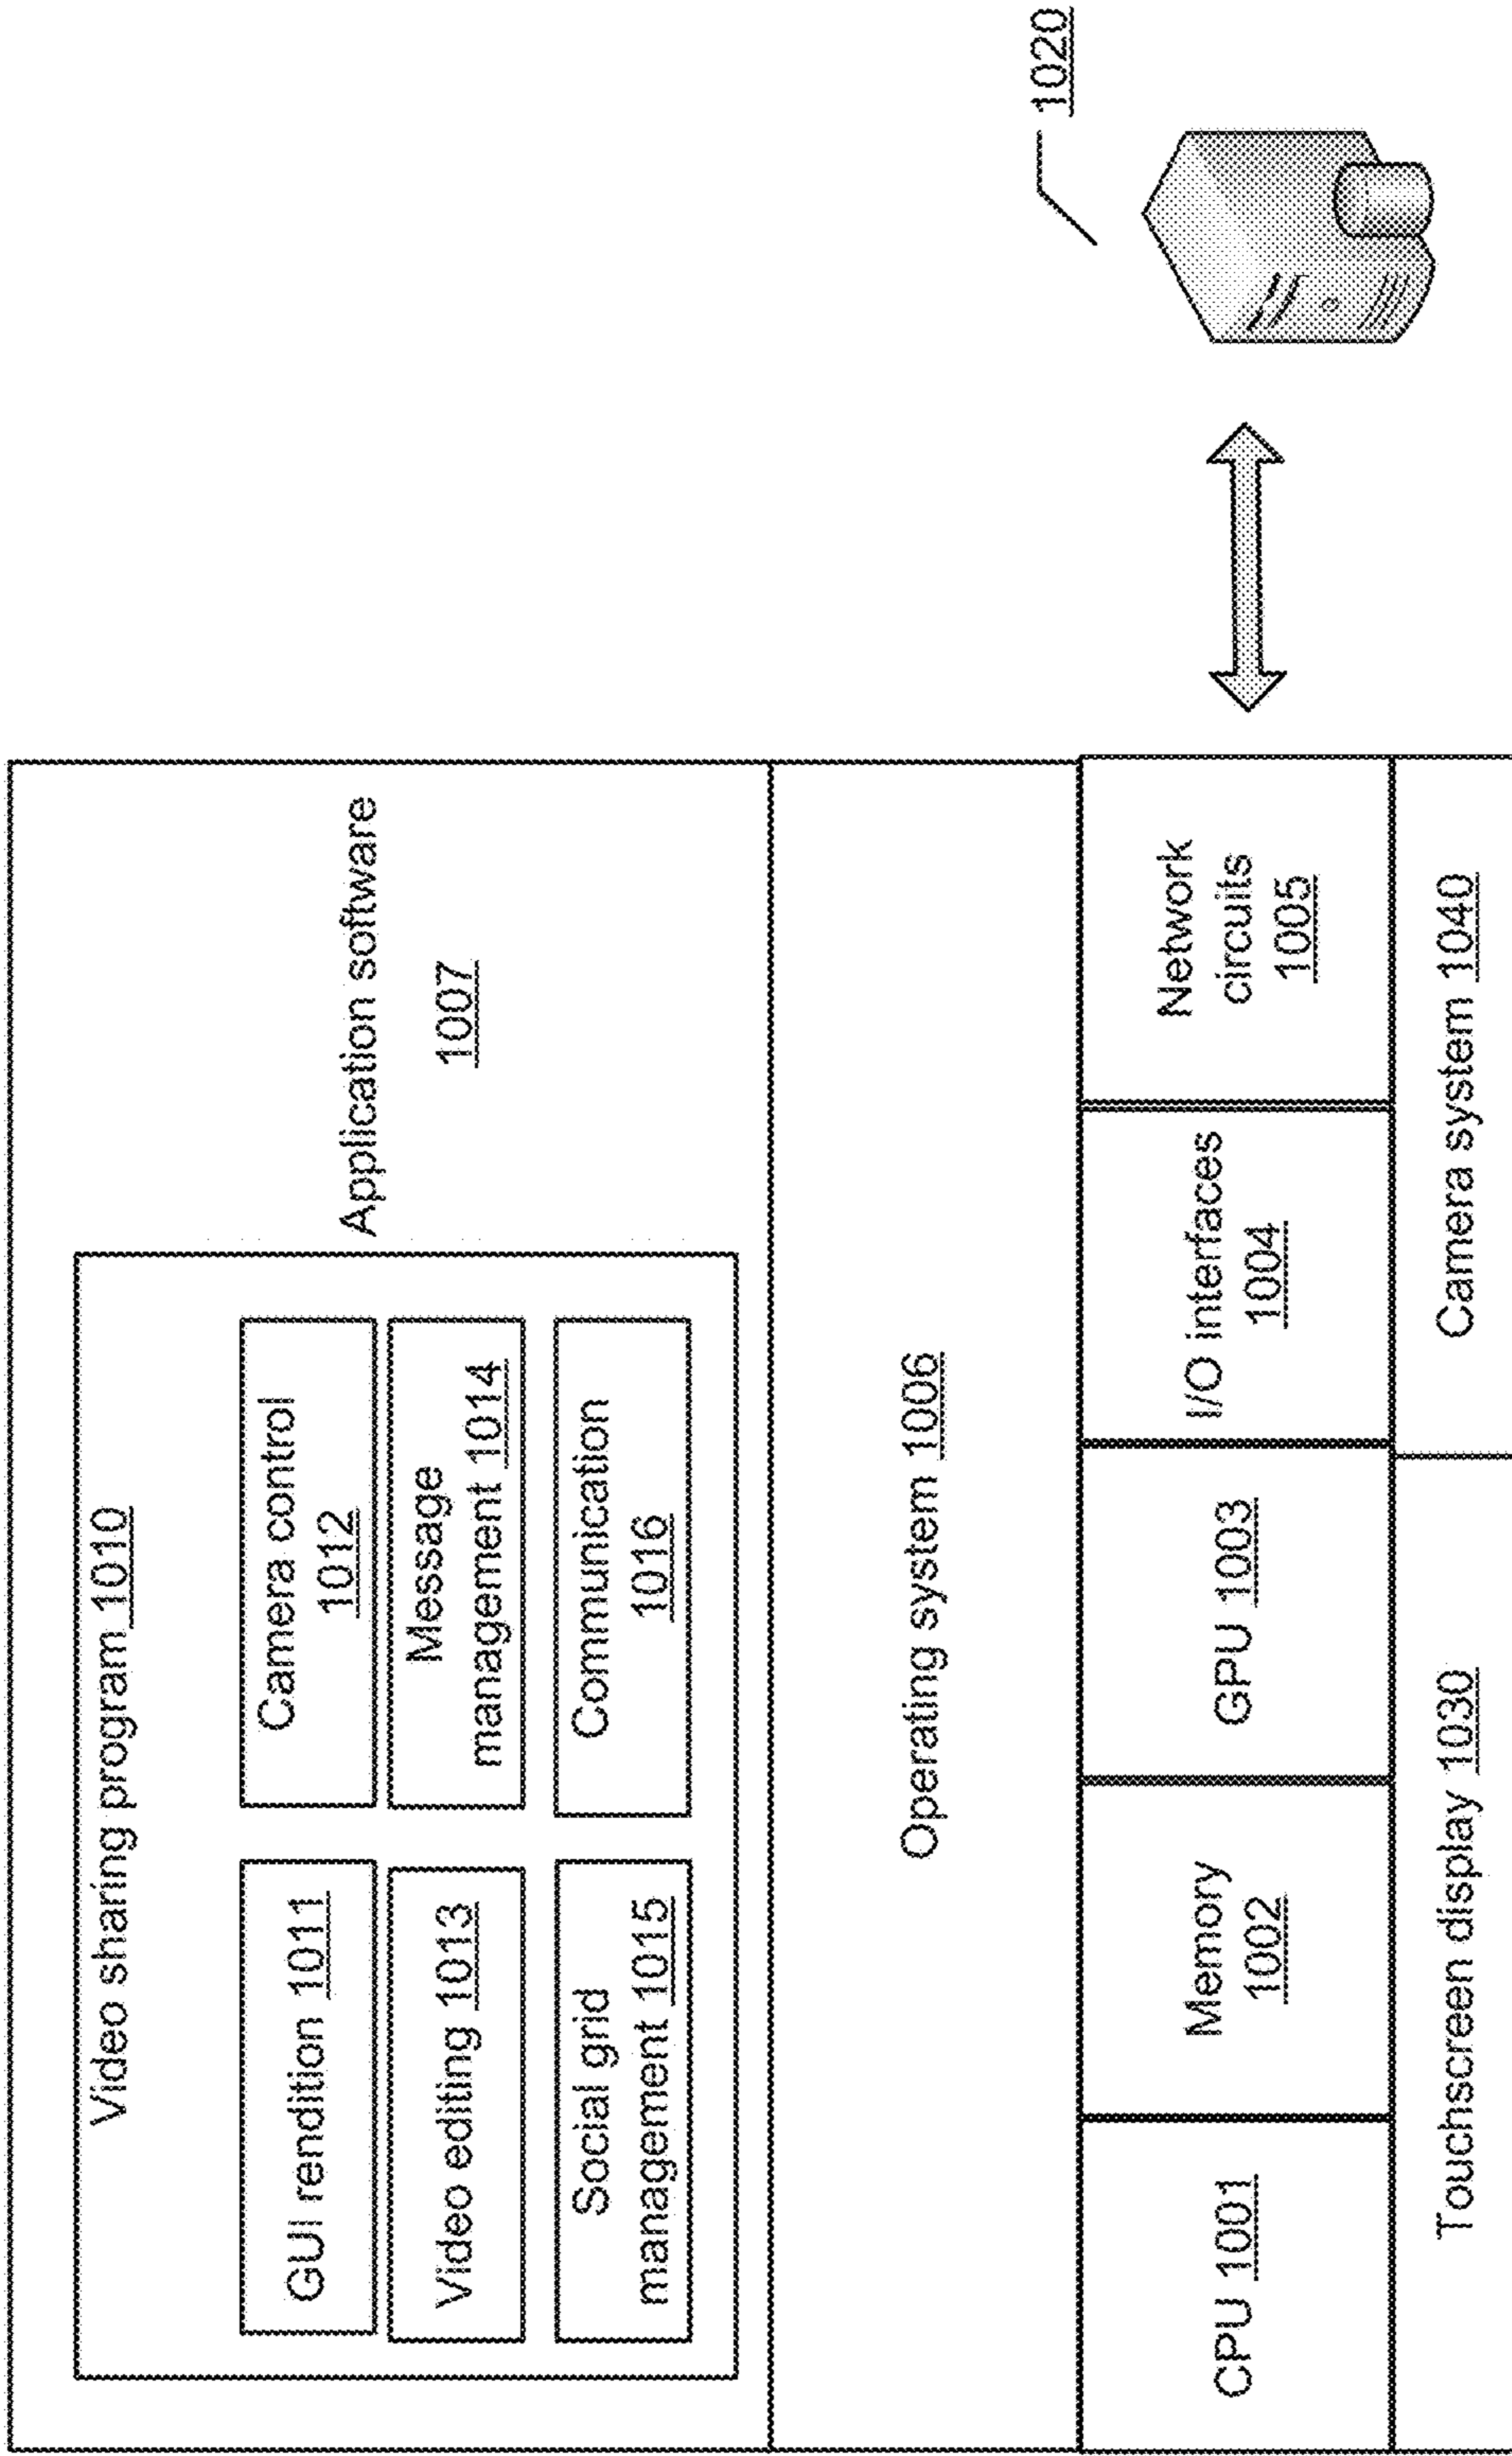 Video sharing program 1010
GUI rendition 1011
Camera control
1012
Video editing 1013
Message
management 1014
Social grid
management 1015
Communication
1016
Application software
1007
Operating system 1006
CPU 1001
Memory
1002
GPU 1003
I/O interfaces
1004
Network
circuits
1005
Touchscreen display 1030
Camera system 1040
1020